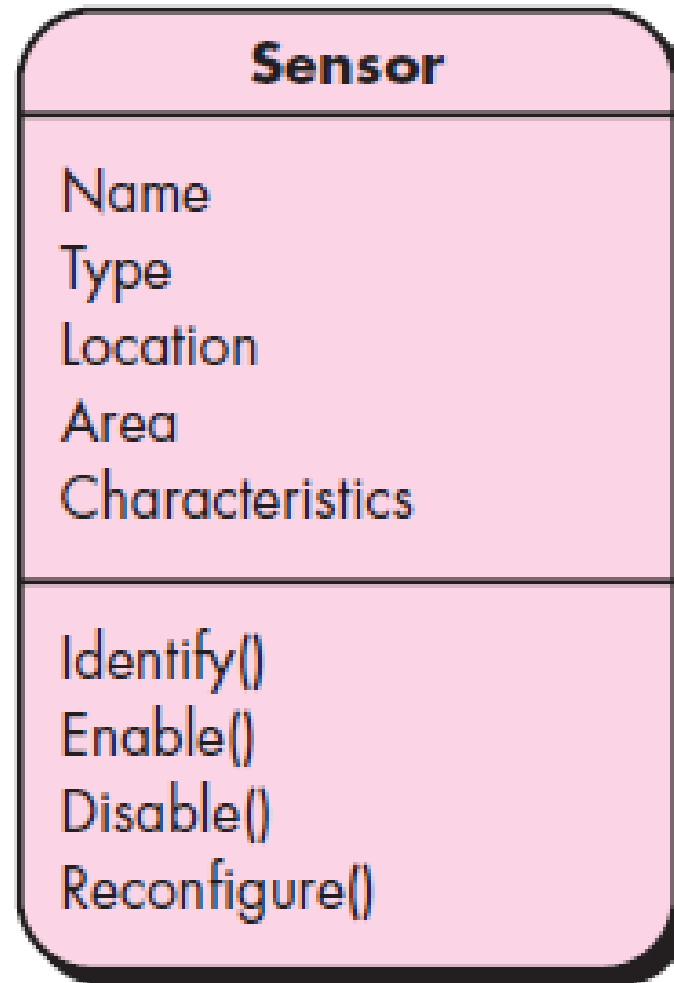 Sensor
Name
Type
Location
Area
Characteristics
Identify()
Enable()
Disable()
Reconfigure()